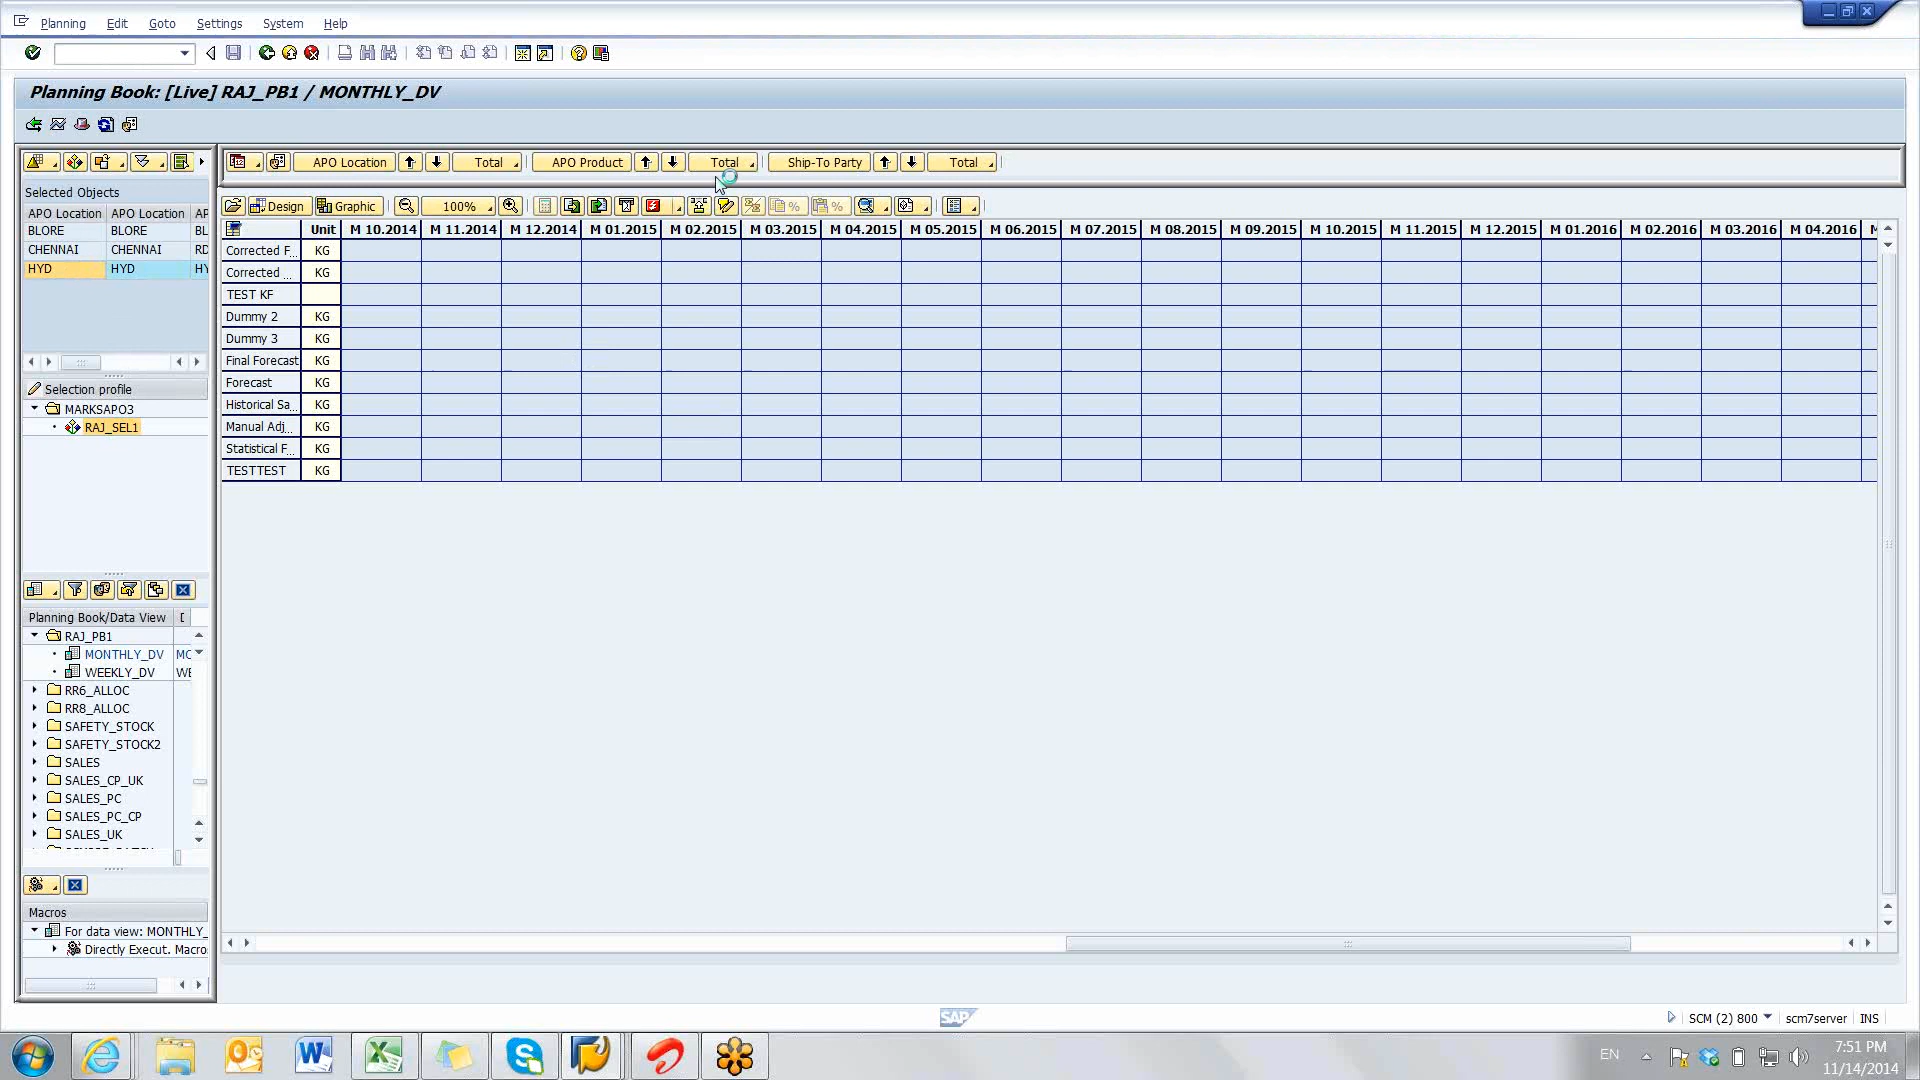 Planning Edit Goto Settings System Help
Planning Book: [Live] RAJ_PB1 / MONTHLY_DV
APO Location Total APO Product Total Ship-To Party Total
Selected Objects
APO Location APO Location AF
BLORE BLORE BL
CHENNAI CHENNAI RD
HYD HYD HY
Selection profile
MARKSAPO3
RAJ_SEL1
Planning Book/Data View
RAJ_PB1
MONTHLY_DV MC
WEEKLY_DV WE
RR6_ALLOC
RR8_ALLOC
SAFETY_STOCK
SAFETY_STOCK2
SALES
SALES_CP_UK
SALES_PC
SALES_PC_CP
SALES_UK
Macros
For data view: MONTHLY_
Directly Execut. Macro
Design Graphic 100% % %
Unit M 10.2014 M 11.2014 M 12.2014 M 01.2015 M 02.2015 M 03.2015 M 04.2015 M 05.2015 M 06.2015 M 07.2015 M 08.2015 M 09.2015 M 10.2015 M 11.2015 M 12.2015 M 01.2016 M 02.2016 M 03.2016 M 04.2016
Corrected F... KG
Corrected ... KG
TEST KF
Dummy 2 KG
Dummy 3 KG
Final Forecast KG
Forecast KG
Historical Sa... KG
Manual Adj... KG
Statistical F... KG
TESTTEST KG
SAP
SCM (2) 800 scm7server INS
EN
7:51 PM
11/14/2014